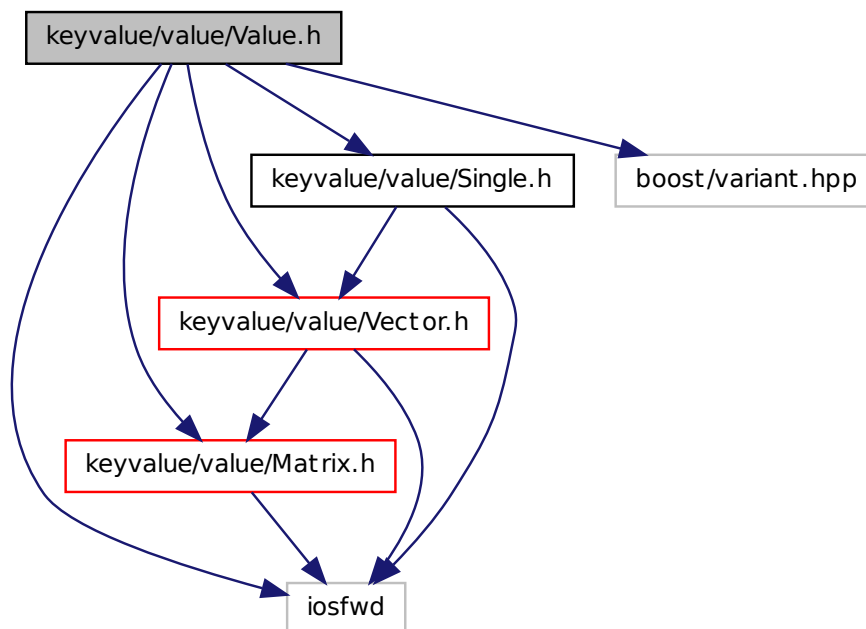 keyvalue/value/Value.h
keyvalue/value/Single.h
boost/variant.hpp
keyvalue/value/Vector.h
keyvalue/value/Matrix.h
iosfwd